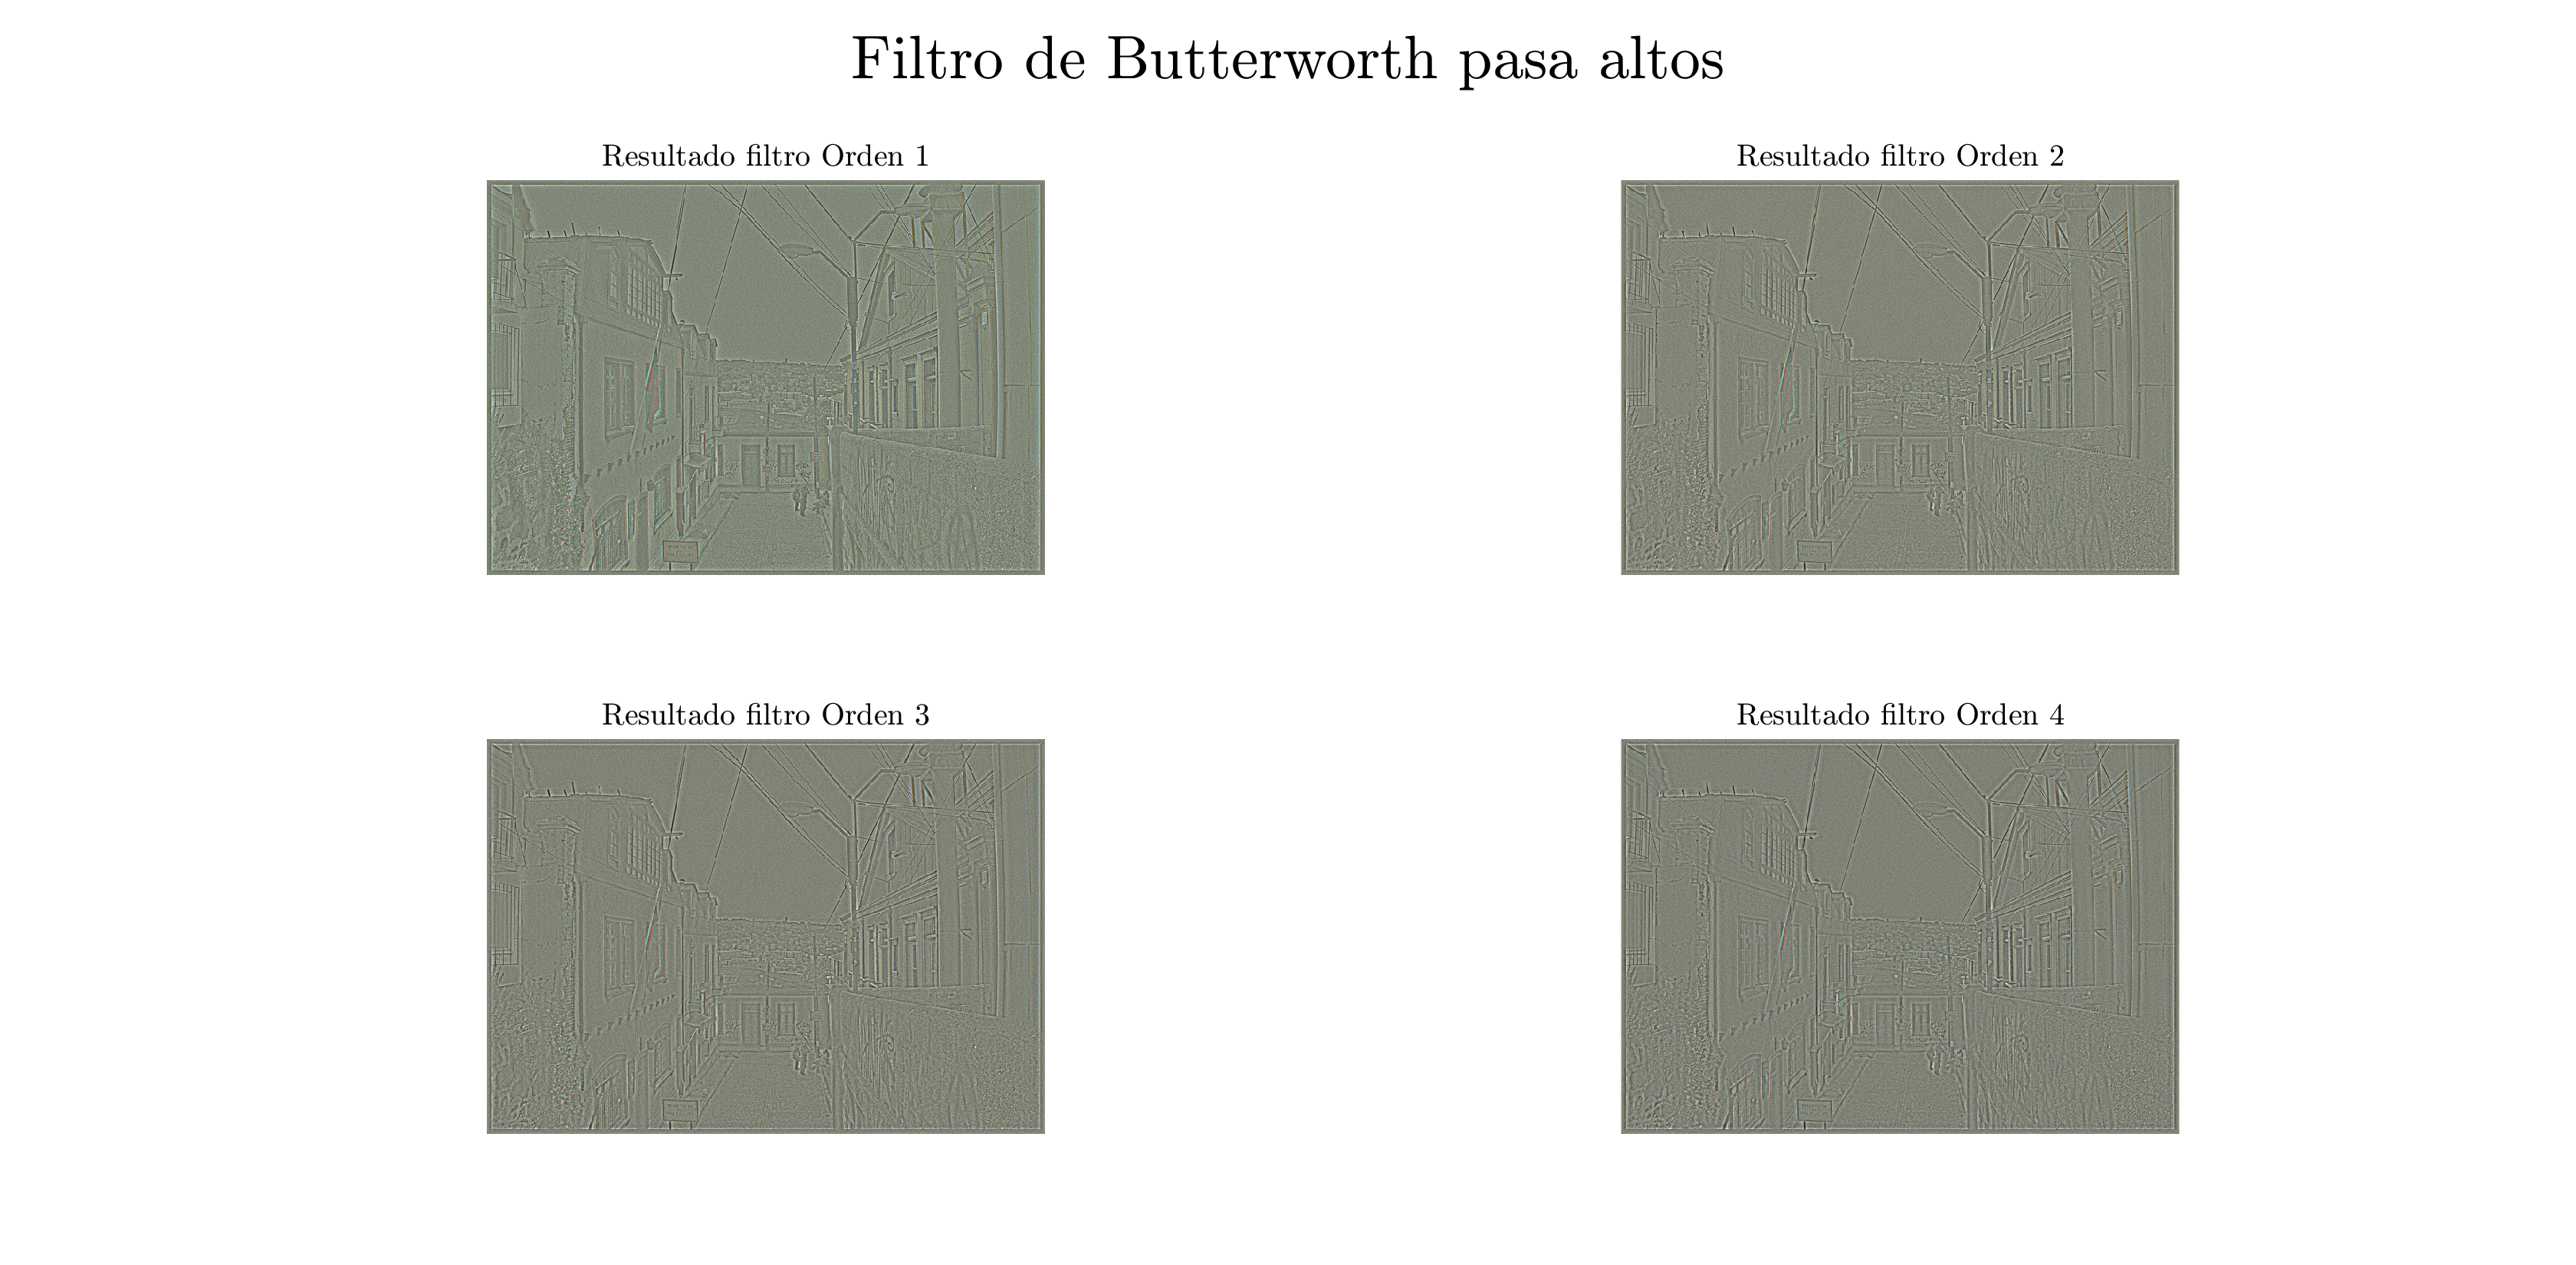 Filtro de Butterworth pasa altos
Resultado filtro Orden 1
Resultado filtro Orden 2
Resultado filtro Orden 3
Resultado filtro Orden 4